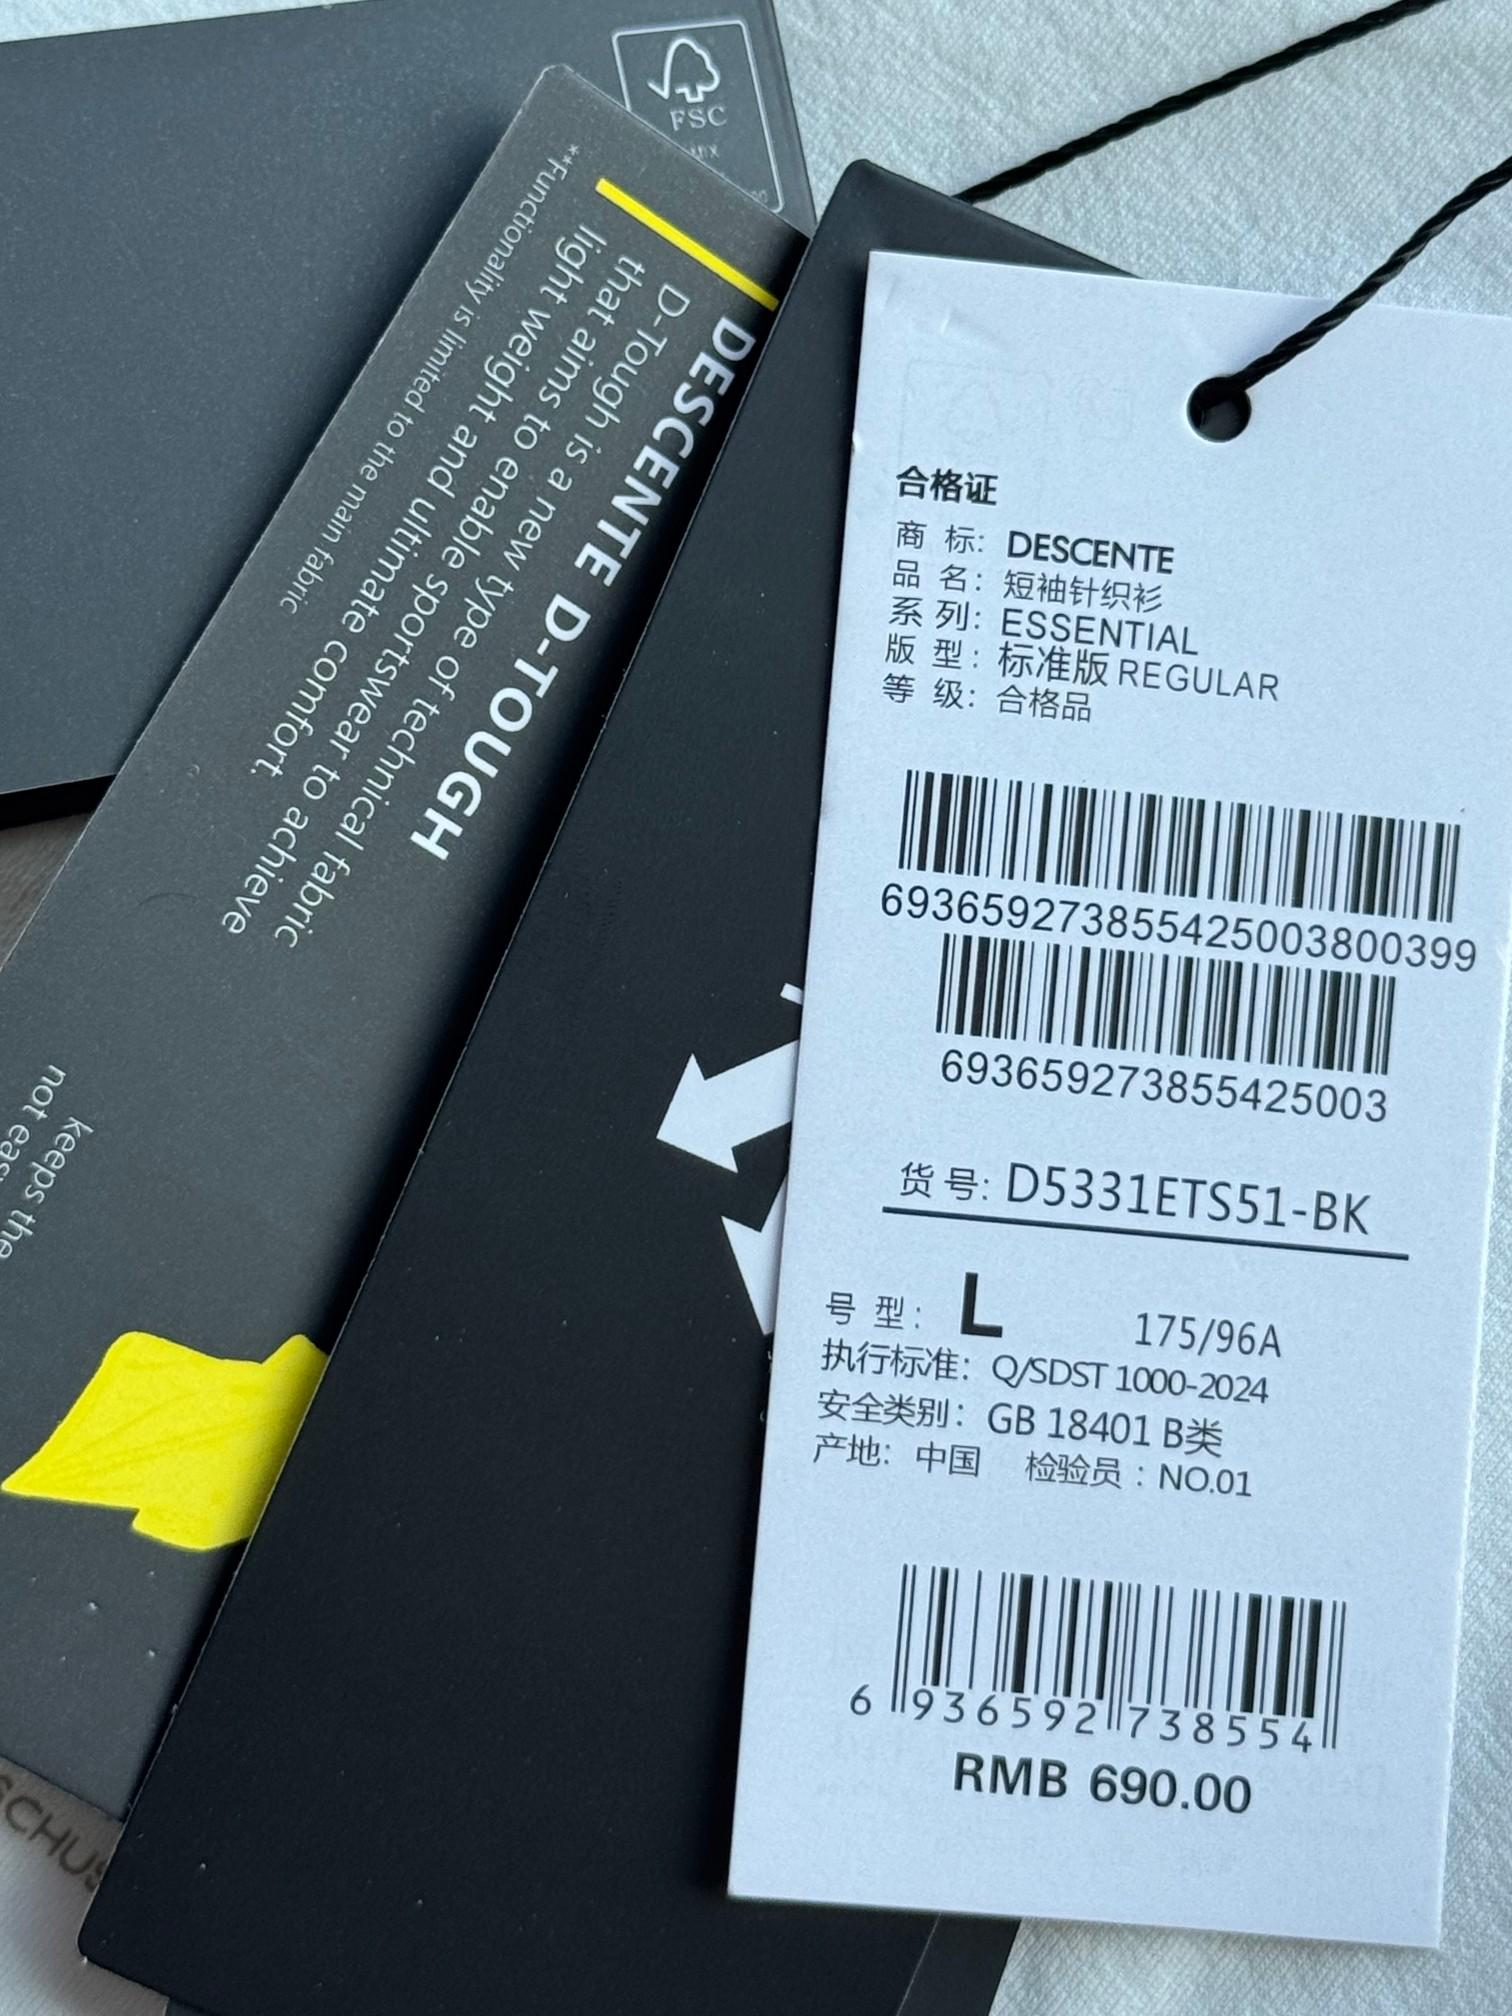 FSC
**Functionality is limited to the main fabric
DESCENTE D-TOUGH
D-Tough is a new type of technical fabric
that aims to enable sportswear to achieve
light weight and ultimate comfort.
keeps the
合格证
商 标: DESCENTE
品 名: 短袖针织衫
系 列: ESSENTIAL
版 型: 标准版 REGULAR
等 级: 合格品
693659273855425003800399
693659273855425003
货 号: D5331ETS51-BK
号 型: L 175/96A
执行标准: Q/SDST 1000-2024
安全类别: GB 18401 B类
产地: 中国 检验员: NO.01
6 936592 738554
RMB 690.00